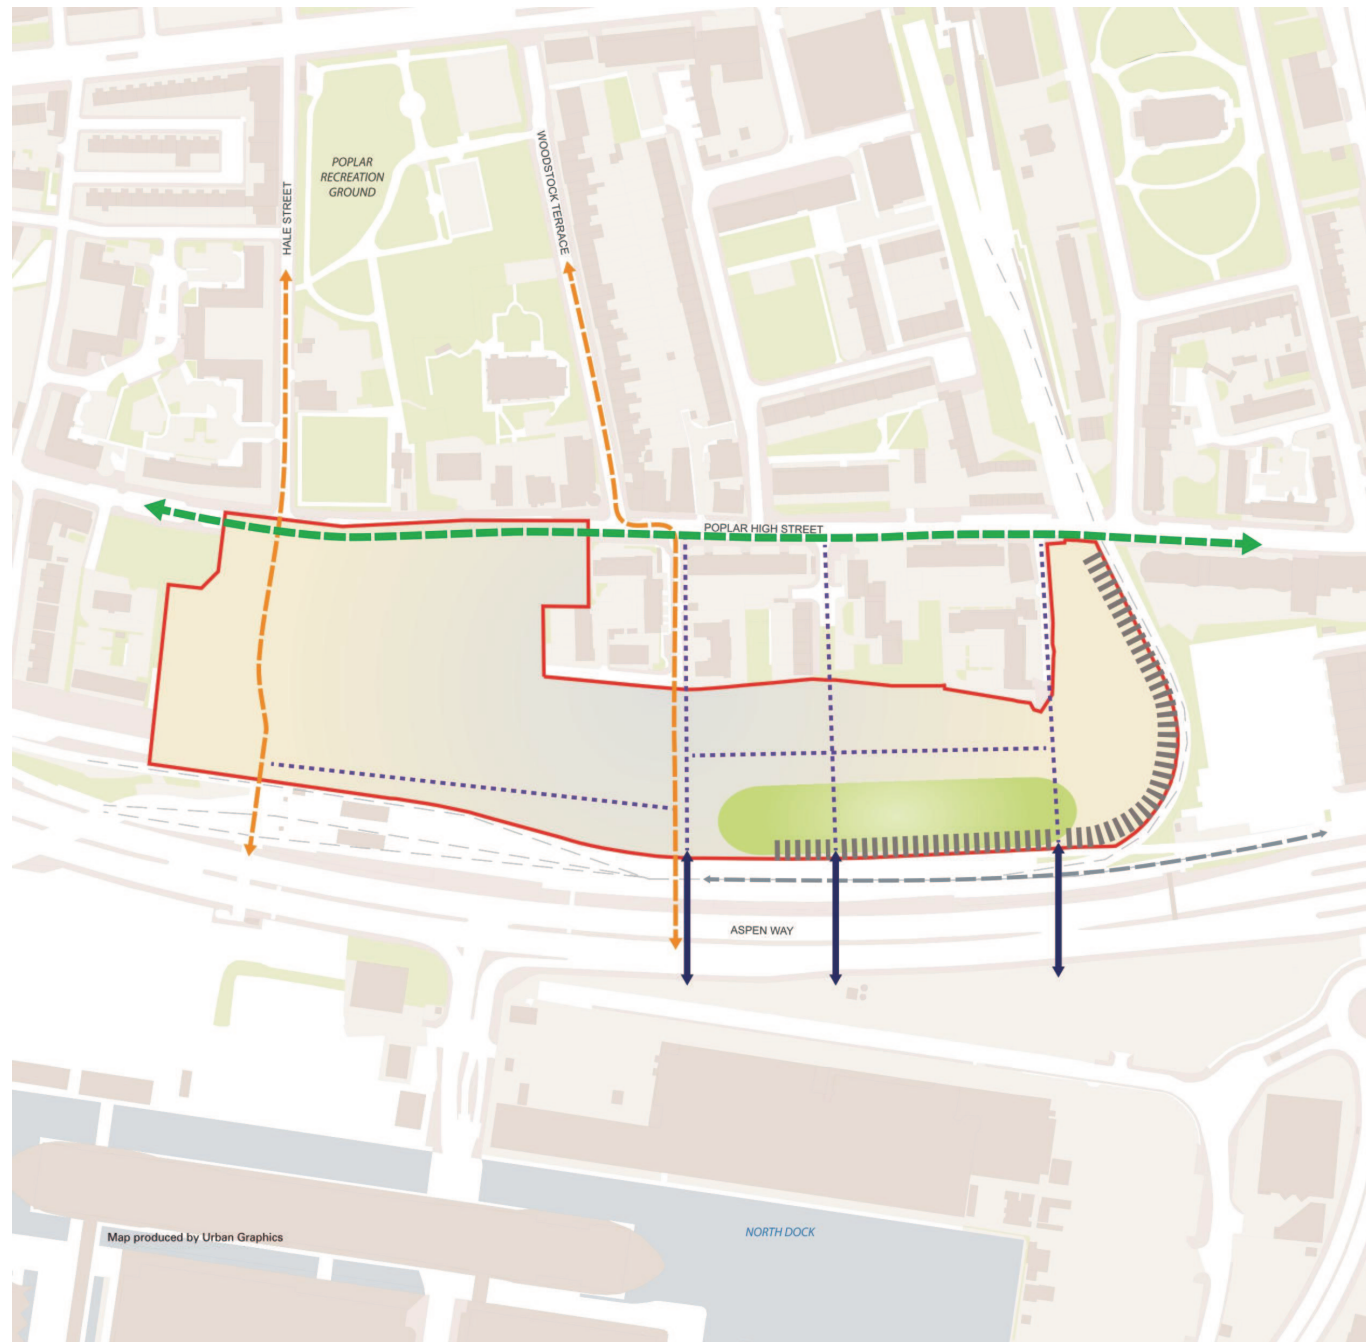 POPLAR
RECREATION
GROUND
HALE STREET
WOODSTOCK TERRACE
POPLAR HIGH STREET
ASPEN WAY
NORTH DOCK
Map produced by Urban Graphics